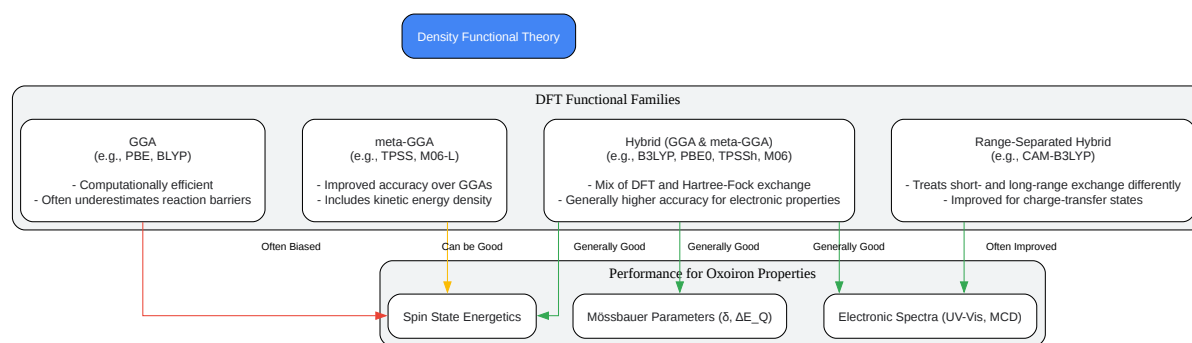 Density Functional Theory
DFT Functional Families
GGA
(e.g., PBE, BLYP)
- Computationally efficient
- Often underestimates reaction barriers
meta-GGA
(e.g., TPSS, M06-L)
- Improved accuracy over GGAs
- Includes kinetic energy density
Hybrid (GGA & meta-GGA)
(e.g., B3LYP, PBE0, TPSSh, M06)
- Mix of DFT and Hartree-Fock exchange
- Generally higher accuracy for electronic properties
Range-Separated Hybrid
(e.g., CAM-B3LYP)
- Treats short- and long-range exchange differently
- Improved for charge-transfer states
Often Biased
Can be Good
Generally Good
Generally Good
Generally Good
Often Improved
Performance for Oxoiron Properties
Spin State Energetics
Mössbauer Parameters (δ, ΔE_Q)
Electronic Spectra (UV-Vis, MCD)